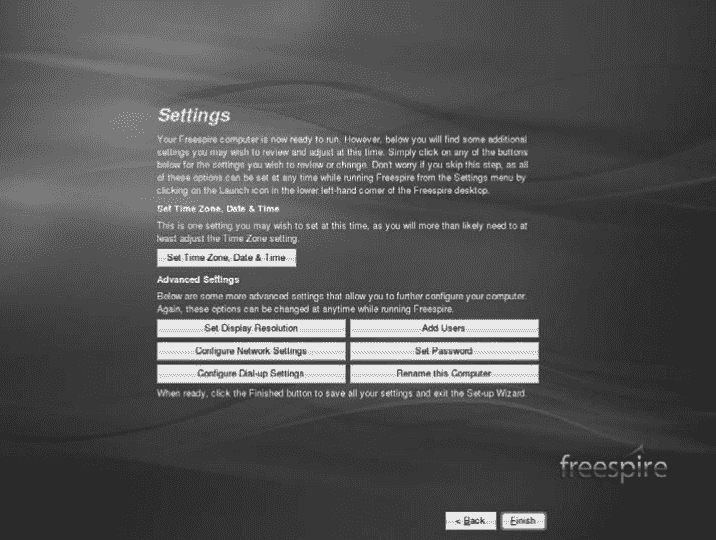 Settings
Your Freespire computer is now ready to run. However, below you will find some additional
settings you may wish to review and adjust at this time. Simply click on any of the buttons
below for the settings you wish to review or change. Don't worry if you skip this step, as all
of these options can be set at any time while running Freespire from the Settings menu by
clicking on the Launch icon in the lower left-hand corner of the Freespire desktop.
Set Time Zone, Date & Time
This is one setting you may wish to set at this time, as you will more than likely need to at
least adjust the Time Zone setting.
Set Time Zone, Date & Time
Advanced Settings
Below are some more advanced settings that allow you to further configure your computer.
Again, these options can be changed at anytime while running Freespire.
Set Display Resolution Add Users
Configure Network Settings Set Password
Configure Dial-up Settings Rename this Computer
When ready, click the Finished button to save all your settings and exit the Set-up Wizard.
freespire
< Back Finish